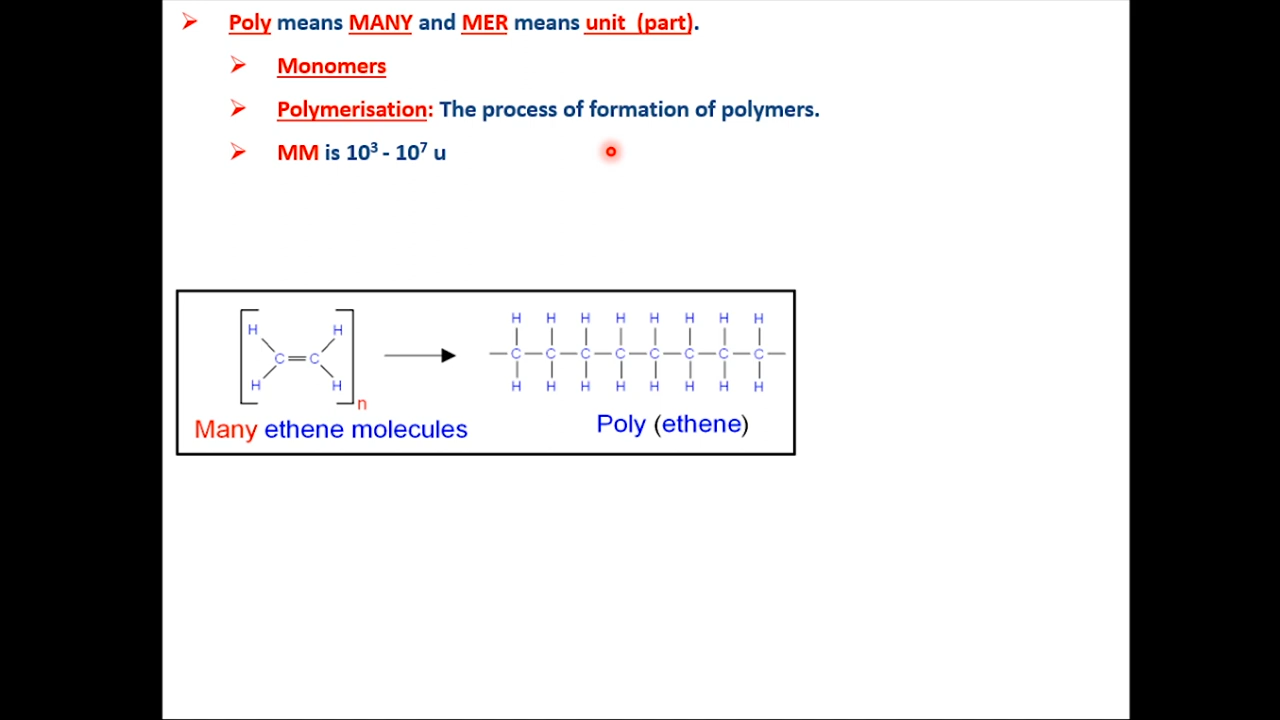 Poly means MANY and MER means unit (part).
Monomers
Polymerisation: The process of formation of polymers.
MM is 10³ - 10⁷ u
H H H H H H H H H H
C=C → -C-C-C-C-C-C-C-C-
H H H H H H H H H H
n
Many ethene molecules Poly (ethene)